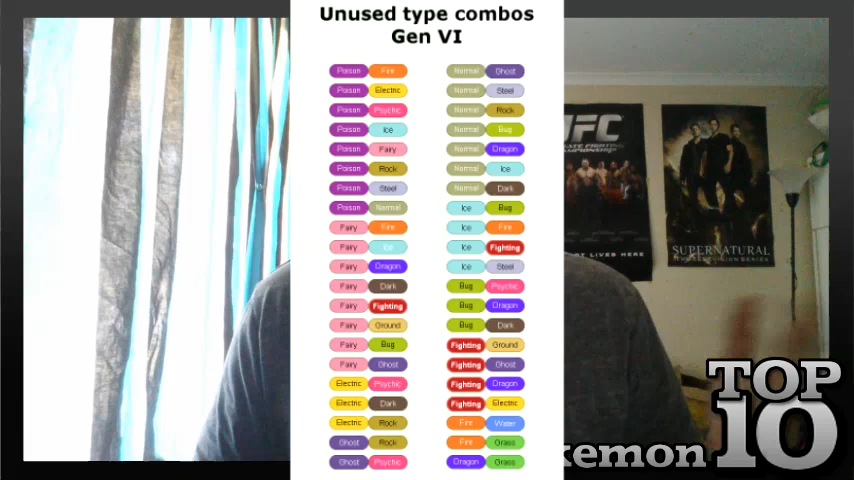 Unused type combos
Gen VI
Poison Fire
Poison Electric
Poison Psychic
Poison Ice
Poison Fairy
Poison Rock
Poison Steel
Poison Normal
Fairy Fire
Fairy Ice
Fairy Dragon
Fairy Dark
Fairy Fighting
Fairy Ground
Fairy Bug
Fairy Ghost
Electric Psychic
Electric Dark
Electric Rock
Ghost Rock
Ghost Psychic
Normal Ghost
Normal Steel
Normal Rock
Normal Bug
Normal Dragon
Normal Ice
Normal Dark
Ice Bug
Ice Fire
Ice Fighting
Ice Steel
Bug Psychic
Bug Dragon
Bug Dark
Fighting Ground
Fighting Ghost
Fighting Dragon
Fighting Electric
Fire Water
Fire Grass
Dragon Grass
UFC
LIVES HERE
SUPERNATURAL
TOP
kemon 10